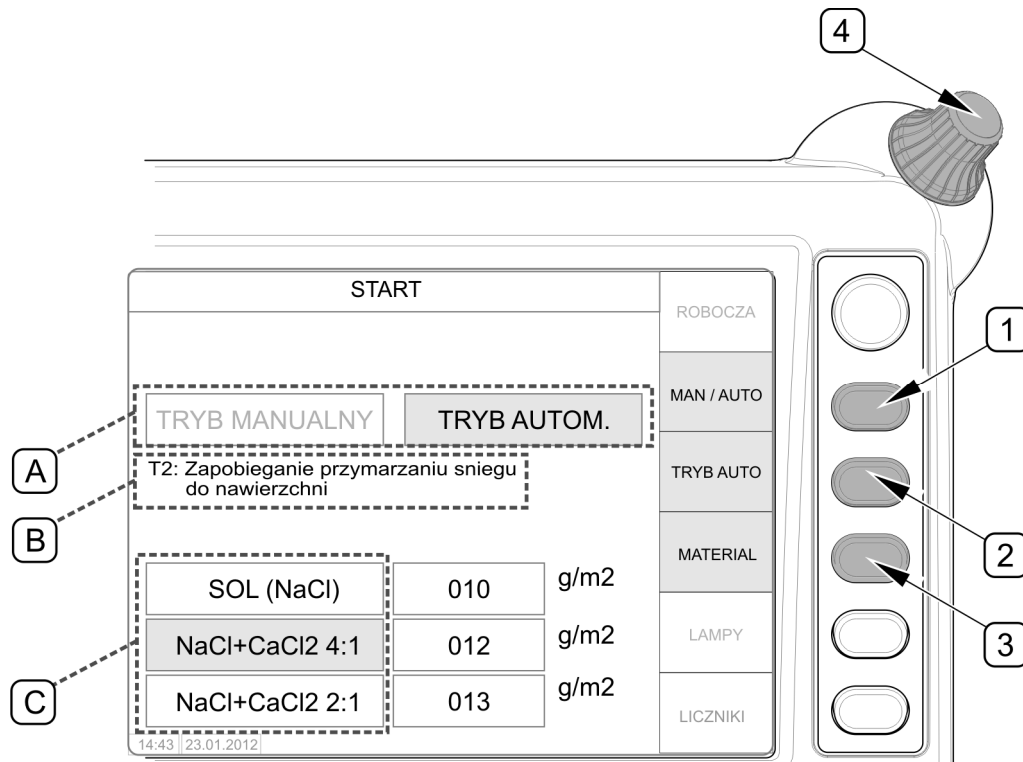 4
START
ROBOCZA
1
MAN / AUTO
TRYB MANUALNY
TRYB AUTOM.
A
T2: Zapobieganie przymarzaniu sniegu
do nawierzchni
TRYB AUTO
B
2
MATERIAL
SOL (NaCl)
010
g/m2
NaCl+CaCl2 4:1
012
g/m2
LAMPY
3
C
NaCl+CaCl2 2:1
013
g/m2
LICZNIKI
14:43
23.01.2012